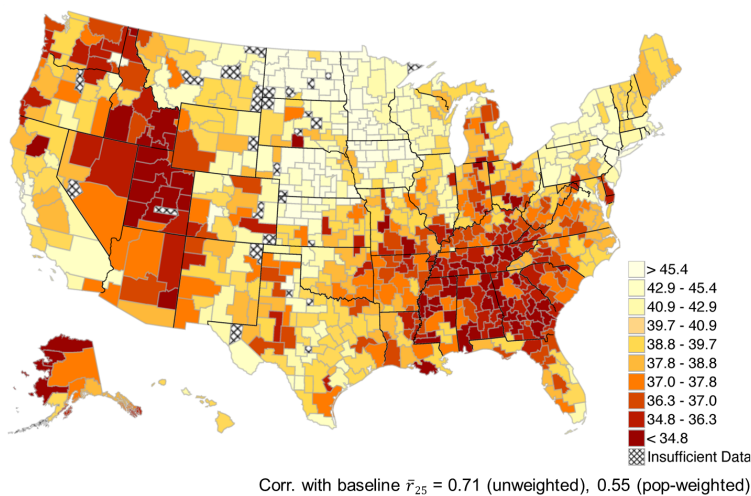 > 45.4
42.9 - 45.4
40.9 - 42.9
39.7 - 40.9
38.8 - 39.7
37.8 - 38.8
37.0 - 37.8
36.3 - 37.0
34.8 - 36.3
< 34.8
Insufficient Data
Corr. with baseline r̄₂₅ = 0.71 (unweighted), 0.55 (pop-weighted)